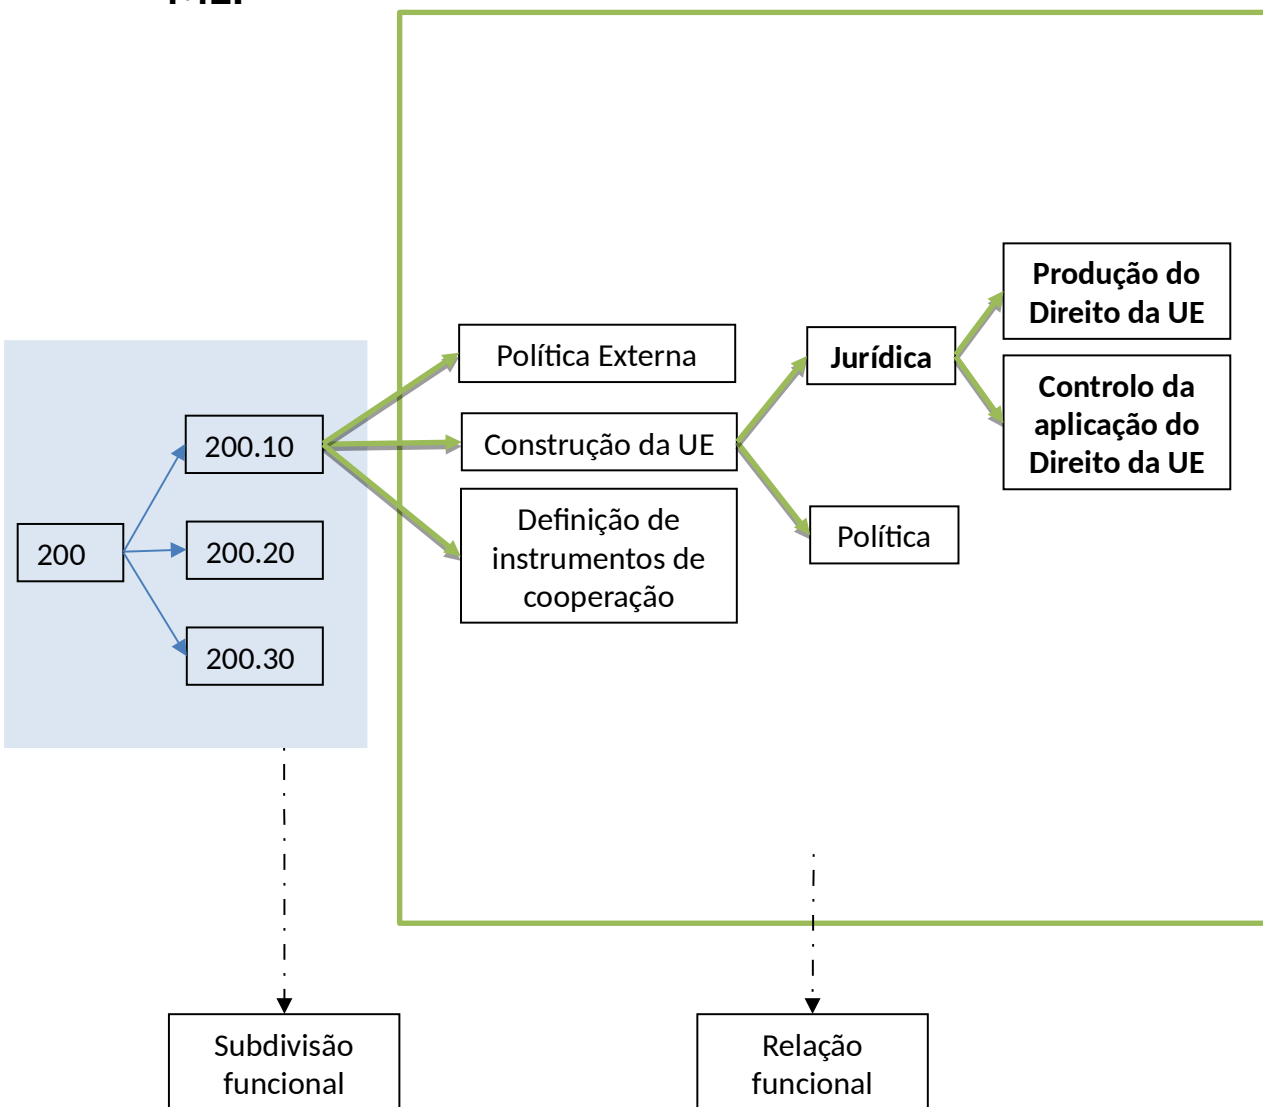 Produção do
Direito da UE
Política Externa
Jurídica
Controlo da
aplicação do
Direito da UE
200.10
Construção da UE
Definição de
instrumentos de
cooperação
Política
200
200.20
200.30
Subdivisão
funcional
Relação
funcional